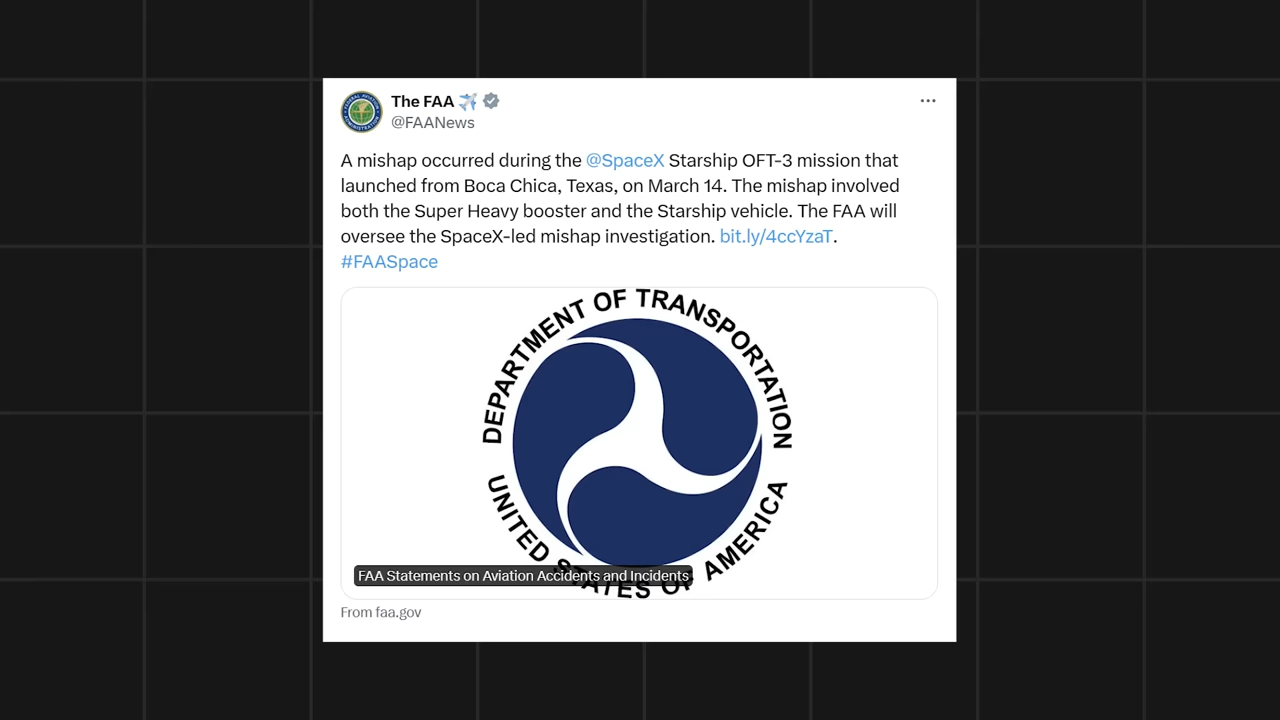 The FAA ✈️
@FAANews
A mishap occurred during the @SpaceX Starship OFT-3 mission that
launched from Boca Chica, Texas, on March 14. The mishap involved
both the Super Heavy booster and the Starship vehicle. The FAA will
oversee the SpaceX-led mishap investigation. bit.ly/4ccYzaT.
#FAASpace
DEPARTMENT OF TRANSPORTATION
UNITED STATES OF AMERICA
FAA Statements on Aviation Accidents and Incidents
From faa.gov